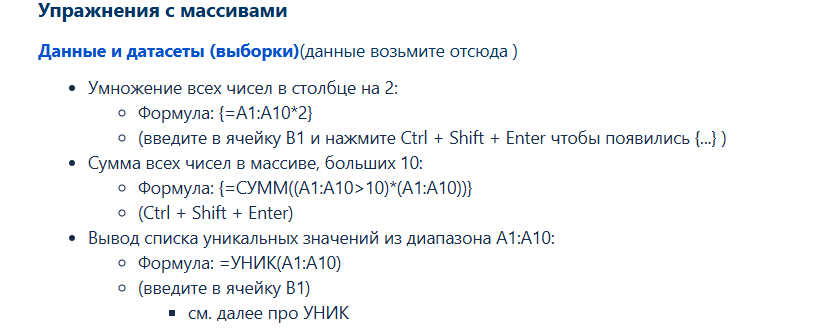 Упражнения с массивами
Данные и датасеты (выборки)(данные возьмите отсюда )
• Умножение всех чисел в столбце на 2:
◦ Формула: {=A1:A10*2}
◦ (введите в ячейку B1 и нажмите Ctrl + Shift + Enter чтобы появились {...} )
• Сумма всех чисел в массиве, больших 10:
◦ Формула: {=СУММ((A1:A10>10)*(A1:A10))}
◦ (Ctrl + Shift + Enter)
• Вывод списка уникальных значений из диапазона A1:A10:
◦ Формула: =УНИК(A1:A10)
◦ (введите в ячейку B1)
▪ см. далее про УНИК